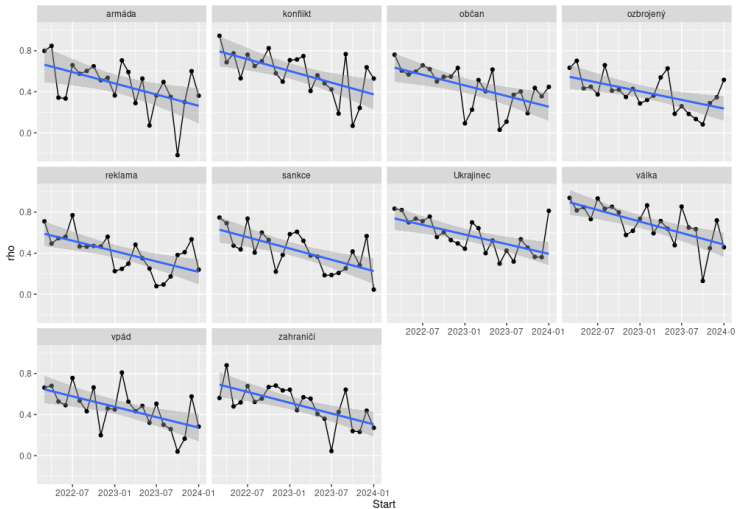 armáda konflikt občan ozbrojený
0.8
0.4
0.0
reklama sankce Ukrajinec válka
0.8
0.4
0.0
rho
2022-07 2023-01 2023-07 2024-01 2022-07 2023-01 2023-07 2024-0
vpád zahraničí
0.8
0.4
0.0
2022-07 2023-01 2023-07 2024-01 2022-07 2023-01 2023-07 2024-01
Start